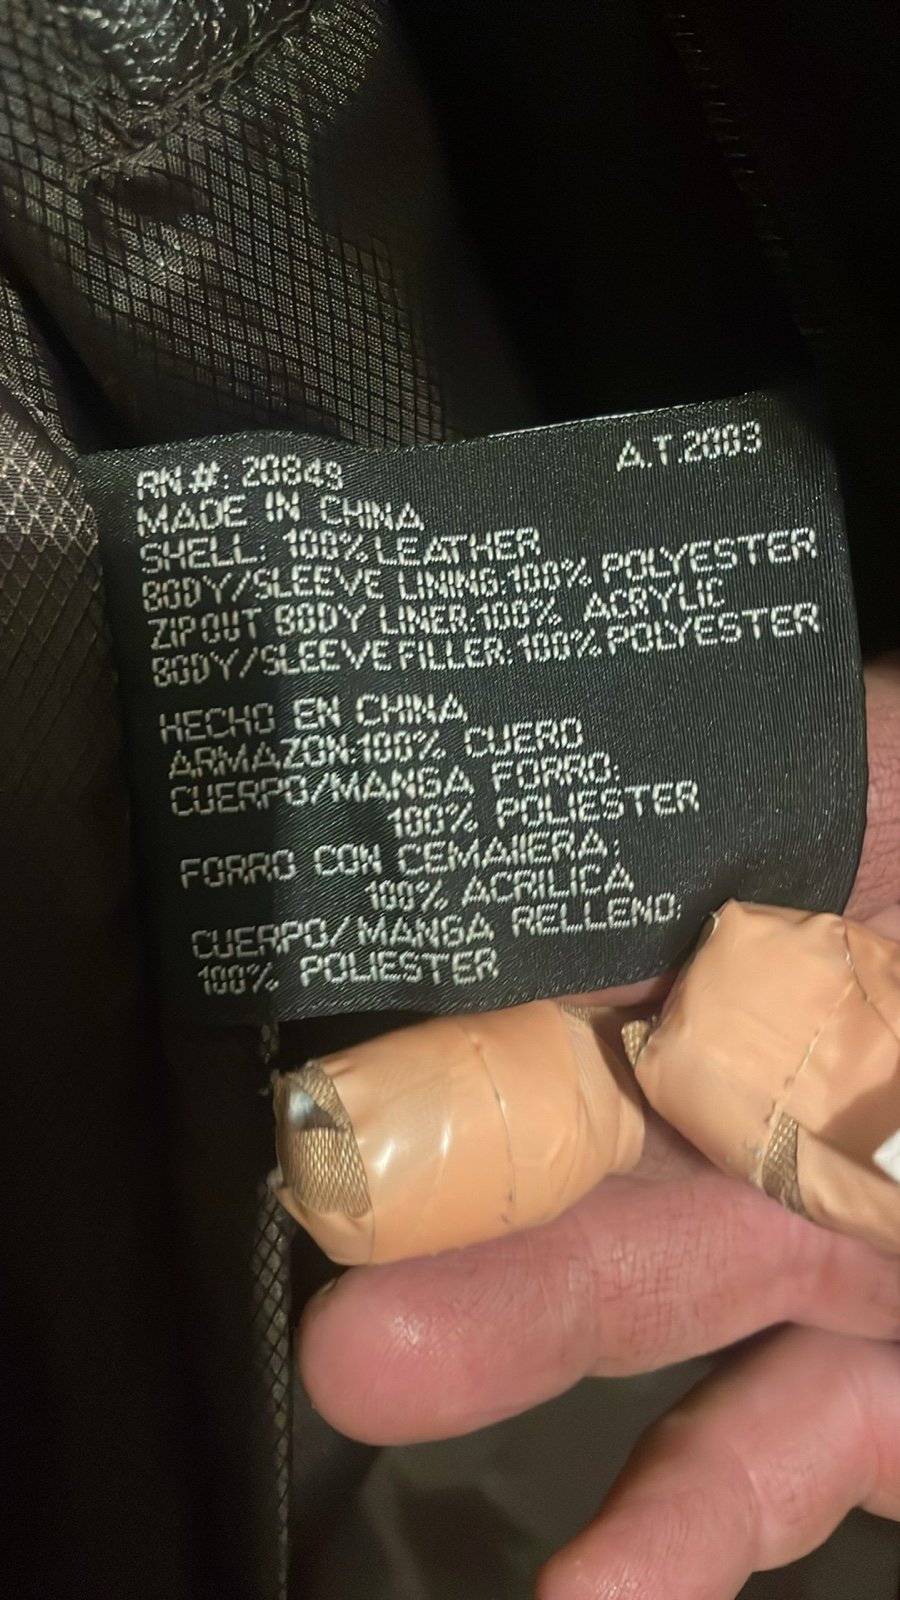 RN.#: 20849 A.T.2003
MADE IN CHINA
SHELL: 100% LEATHER
BODY/SLEEVE LINING:100% POLYESTER
ZIPOUT BODY LINER:100% ACRYLIC
BODY/SLEEVE FILLER:100% POLYESTER
HECHO EN CHINA
ARMAZON:100% CUERO
CUERPO/MANGA FORRO:
100% POLIESTER
FORRO CON CEMAllERA:
100% ACRILICA
CUERPO/MANGA RELLENO:
100% POLIESTER